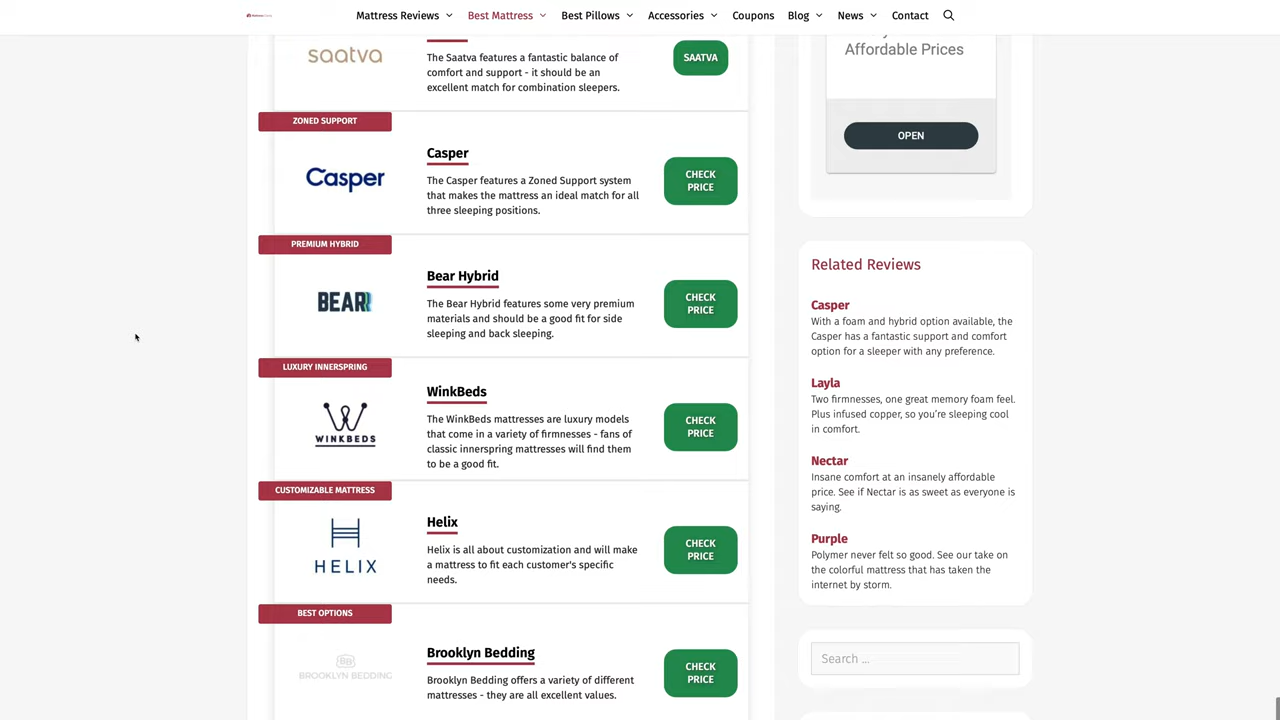 Mattress Reviews Best Mattress Best Pillows Accessories Coupons Blog News Contact
saatva
The Saatva features a fantastic balance of
comfort and support - it should be an
excellent match for combination sleepers.
SAATVA
ZONED SUPPORT
Casper
Casper
The Casper features a Zoned Support system
that makes the mattress an ideal match for all
three sleeping positions.
CHECK
PRICE
PREMIUM HYBRID
BEAR
Bear Hybrid
The Bear Hybrid features some very premium
materials and should be a good fit for side
sleeping and back sleeping.
CHECK
PRICE
LUXURY INNERSPRING
WINKBEDS
WinkBeds
The WinkBeds mattresses are luxury models
that come in a variety of firmnesses - fans of
classic innerspring mattresses will find them
to be a good fit.
CHECK
PRICE
CUSTOMIZABLE MATTRESS
HELIX
Helix
Helix is all about customization and will make
a mattress to fit each customer's specific
needs.
CHECK
PRICE
BEST OPTIONS
BB
BROOKLYN BEDDING
Brooklyn Bedding
Brooklyn Bedding offers a variety of different
mattresses - they are all excellent values.
CHECK
PRICE
Affordable Prices
OPEN
Related Reviews
Casper
With a foam and hybrid option available, the
Casper has a fantastic support and comfort
option for a sleeper with any preference.
Layla
Two firmnesses, one great memory foam feel.
Plus infused copper, so you're sleeping cool
in comfort.
Nectar
Insane comfort at an insanely affordable
price. See if Nectar is as sweet as everyone is
saying.
Purple
Polymer never felt so good. See our take on
the colorful mattress that has taken the
internet by storm.
Search ...